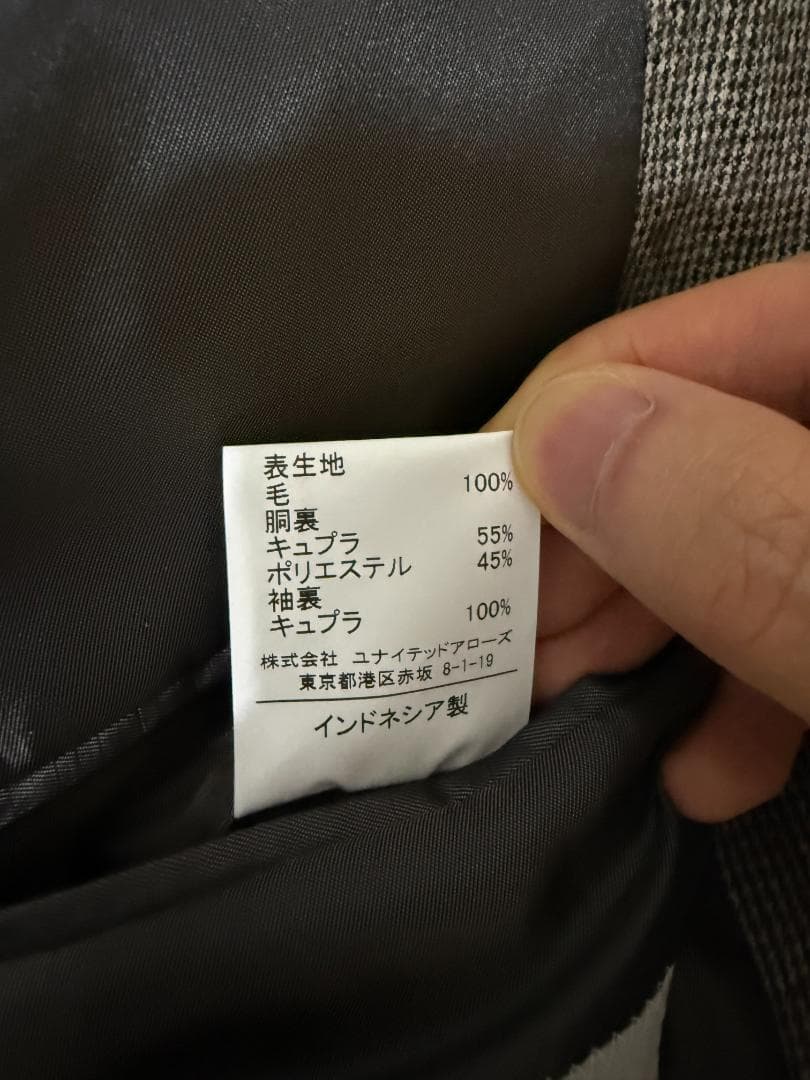 表生地
毛 100%
胴裏
キュプラ 55%
ポリエステル 45%
袖裏
キュプラ 100%
株式会社 ユナイテッドアローズ
東京都港区赤坂 8-1-19
インドネシア製